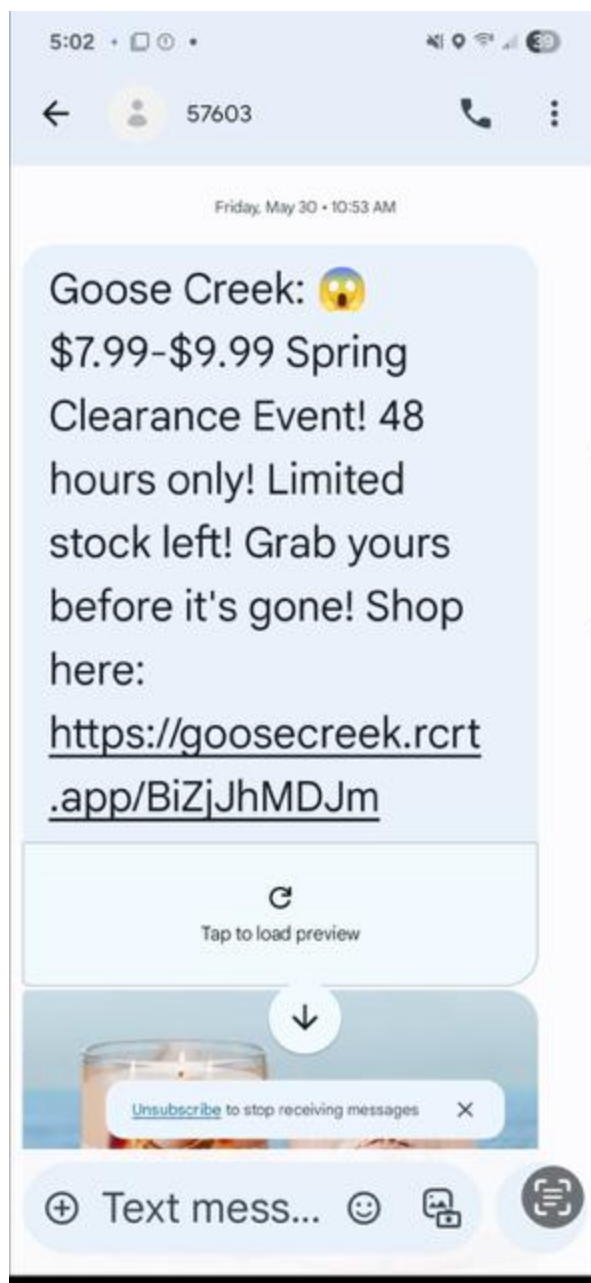 5:02
39
57603
Friday, May 30 • 10:53 AM
Goose Creek: 😱
$7.99-$9.99 Spring
Clearance Event! 48
hours only! Limited
stock left! Grab yours
before it's gone! Shop
here:
https://goosecreek.rcrt
.app/BiZjJhMDJm
Tap to load preview
Unsubscribe to stop receiving messages
Text mess...